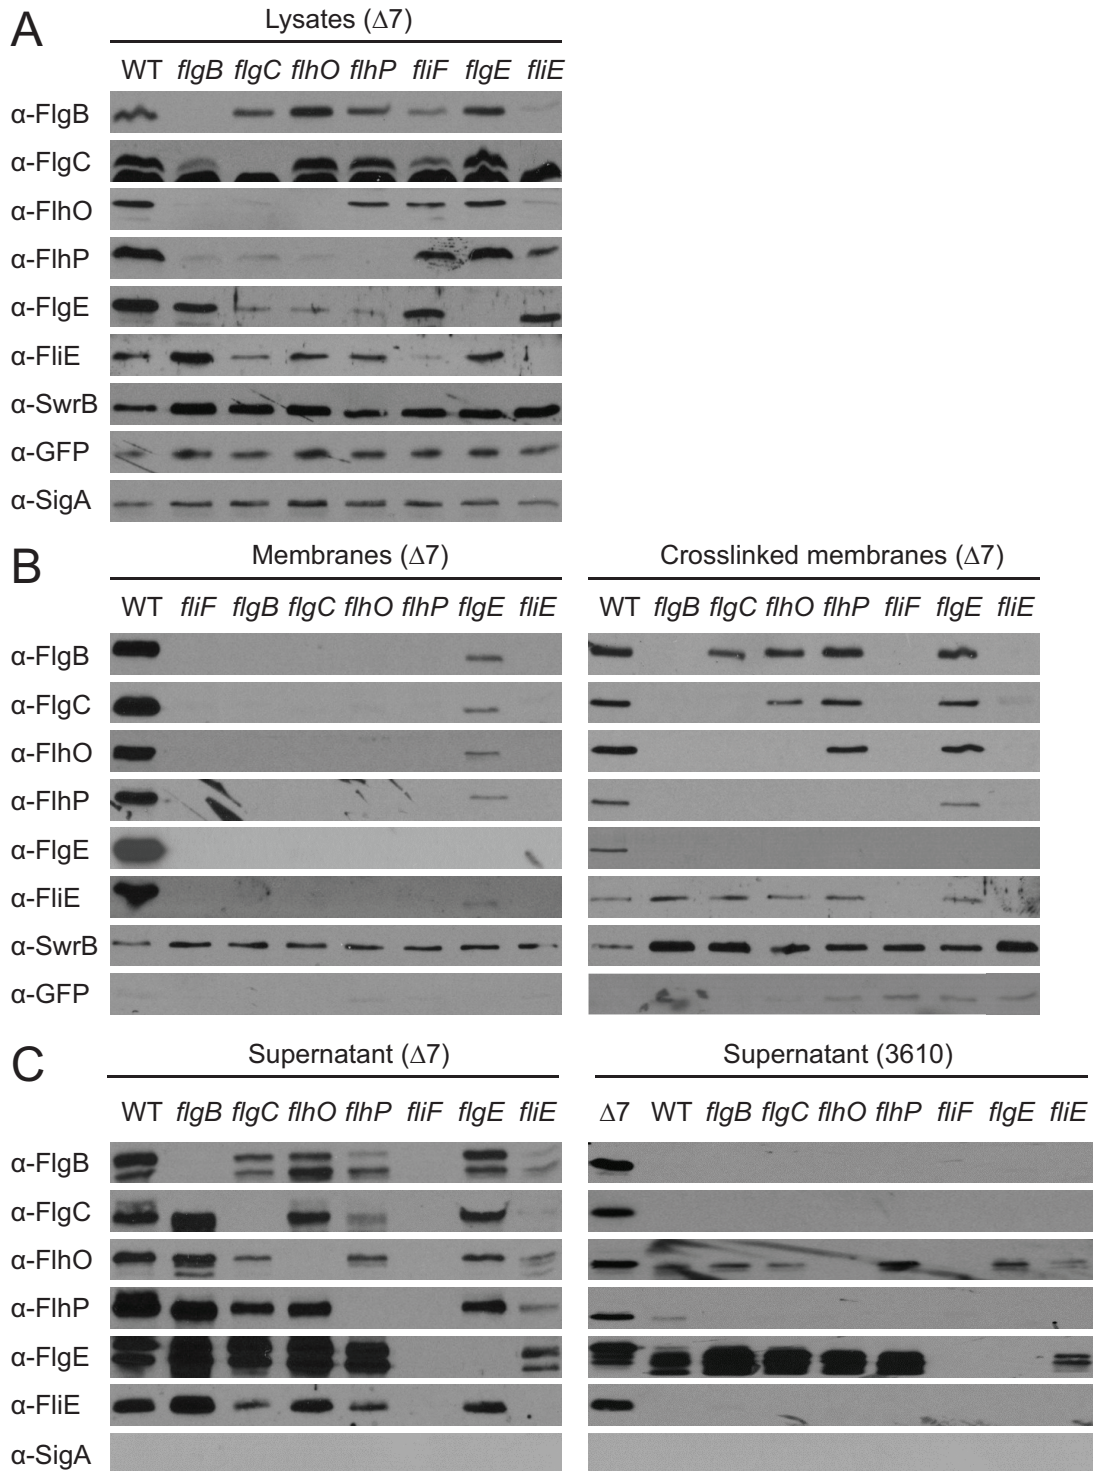 A
Lysates (Δ7)
WT flgB flgC flhO flhP fliF flgE fliE
α-FlgB
α-FlgC
α-FlhO
α-FlhP
α-FlgE
α-FliE
α-SwrB
α-GFP
α-SigA
B
Membranes (Δ7)
WT fliF flgB flgC flhO flhP flgE fliE
Crosslinked membranes (Δ7)
WT flgB flgC flhO flhP fliF flgE fliE
α-FlgB
α-FlgC
α-FlhO
α-FlhP
α-FlgE
α-FliE
α-SwrB
α-GFP
C
Supernatant (Δ7)
WT flgB flgC flhO flhP fliF flgE fliE
Supernatant (3610)
Δ7 WT flgB flgC flhO flhP fliF flgE fliE
α-FlgB
α-FlgC
α-FlhO
α-FlhP
α-FlgE
α-FliE
α-SigA